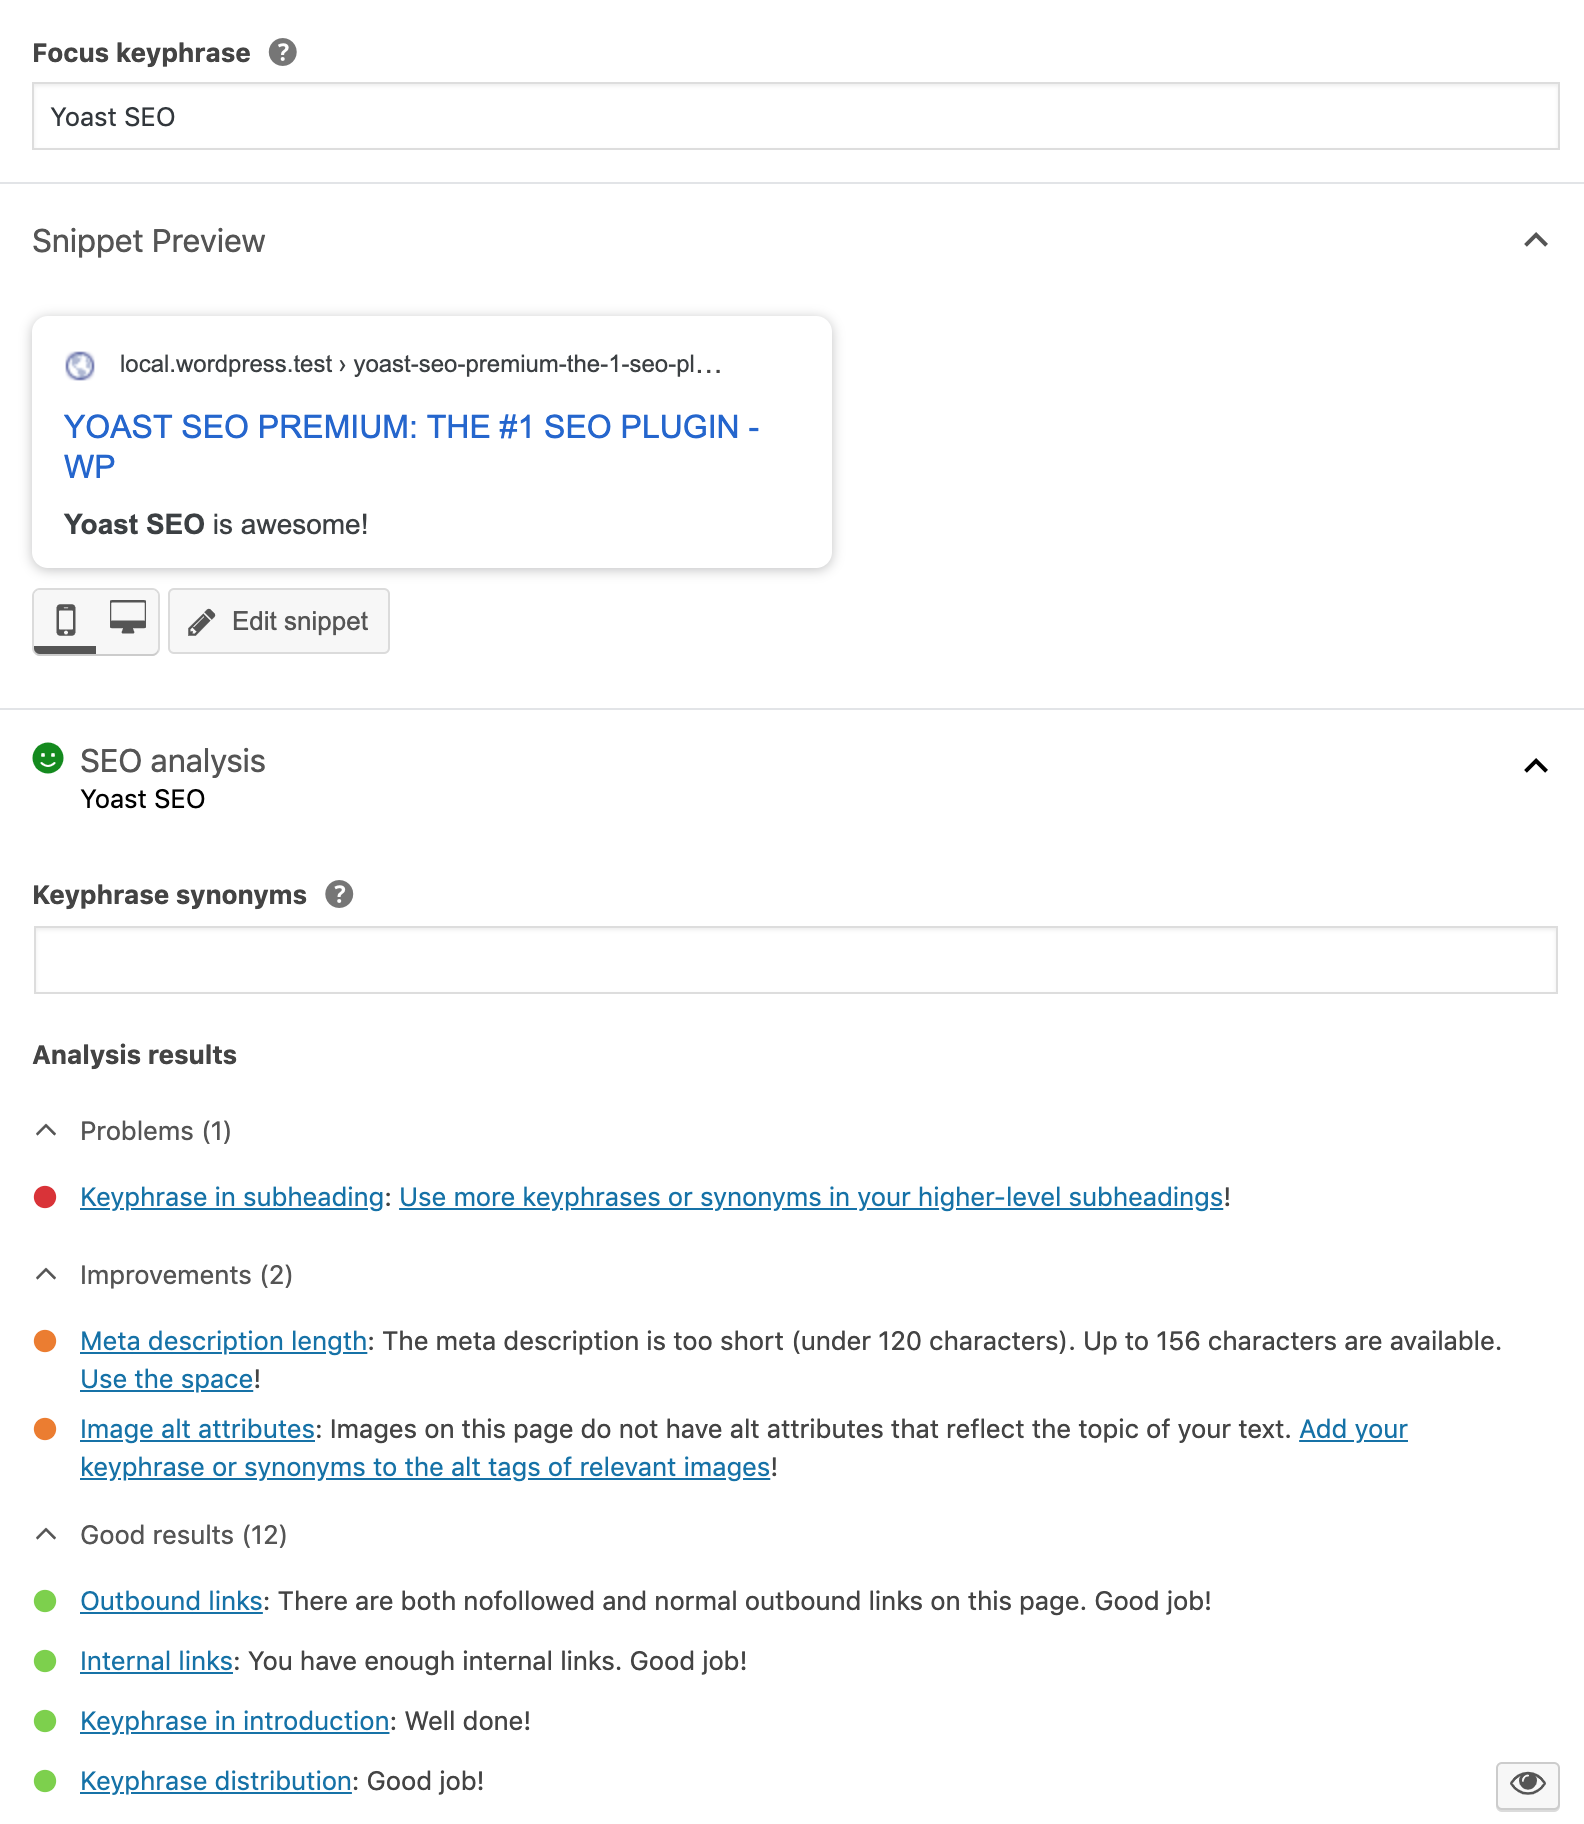 Focus keyphrase ?
Yoast SEO
Snippet Preview
local.wordpress.test › yoast-seo-premium-the-1-seo-pl...
YOAST SEO PREMIUM: THE #1 SEO PLUGIN -
WP
Yoast SEO is awesome!
Edit snippet
SEO analysis
Yoast SEO
Keyphrase synonyms ?
Analysis results
Problems (1)
Keyphrase in subheading: Use more keyphrases or synonyms in your higher-level subheadings!
Improvements (2)
Meta description length: The meta description is too short (under 120 characters). Up to 156 characters are available.
Use the space!
Image alt attributes: Images on this page do not have alt attributes that reflect the topic of your text. Add your
keyphrase or synonyms to the alt tags of relevant images!
Good results (12)
Outbound links: There are both nofollowed and normal outbound links on this page. Good job!
Internal links: You have enough internal links. Good job!
Keyphrase in introduction: Well done!
Keyphrase distribution: Good job!